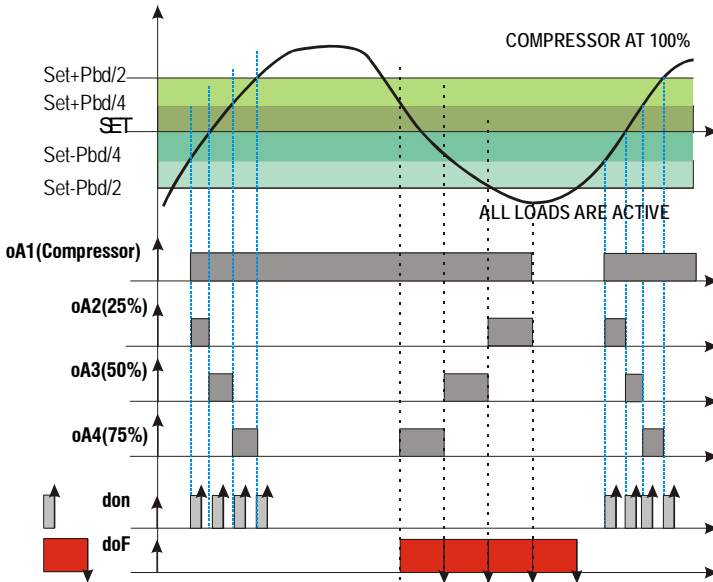 COMPRESSOR AT 100%
Set+Pbd/2
Set+Pbd/4
SET
Set-Pbd/4
Set-Pbd/2
ALL LOADS ARE ACTIVE
oA1(Compressor)
oA2(25%)
oA3(50%)
oA4(75%)
don
doF